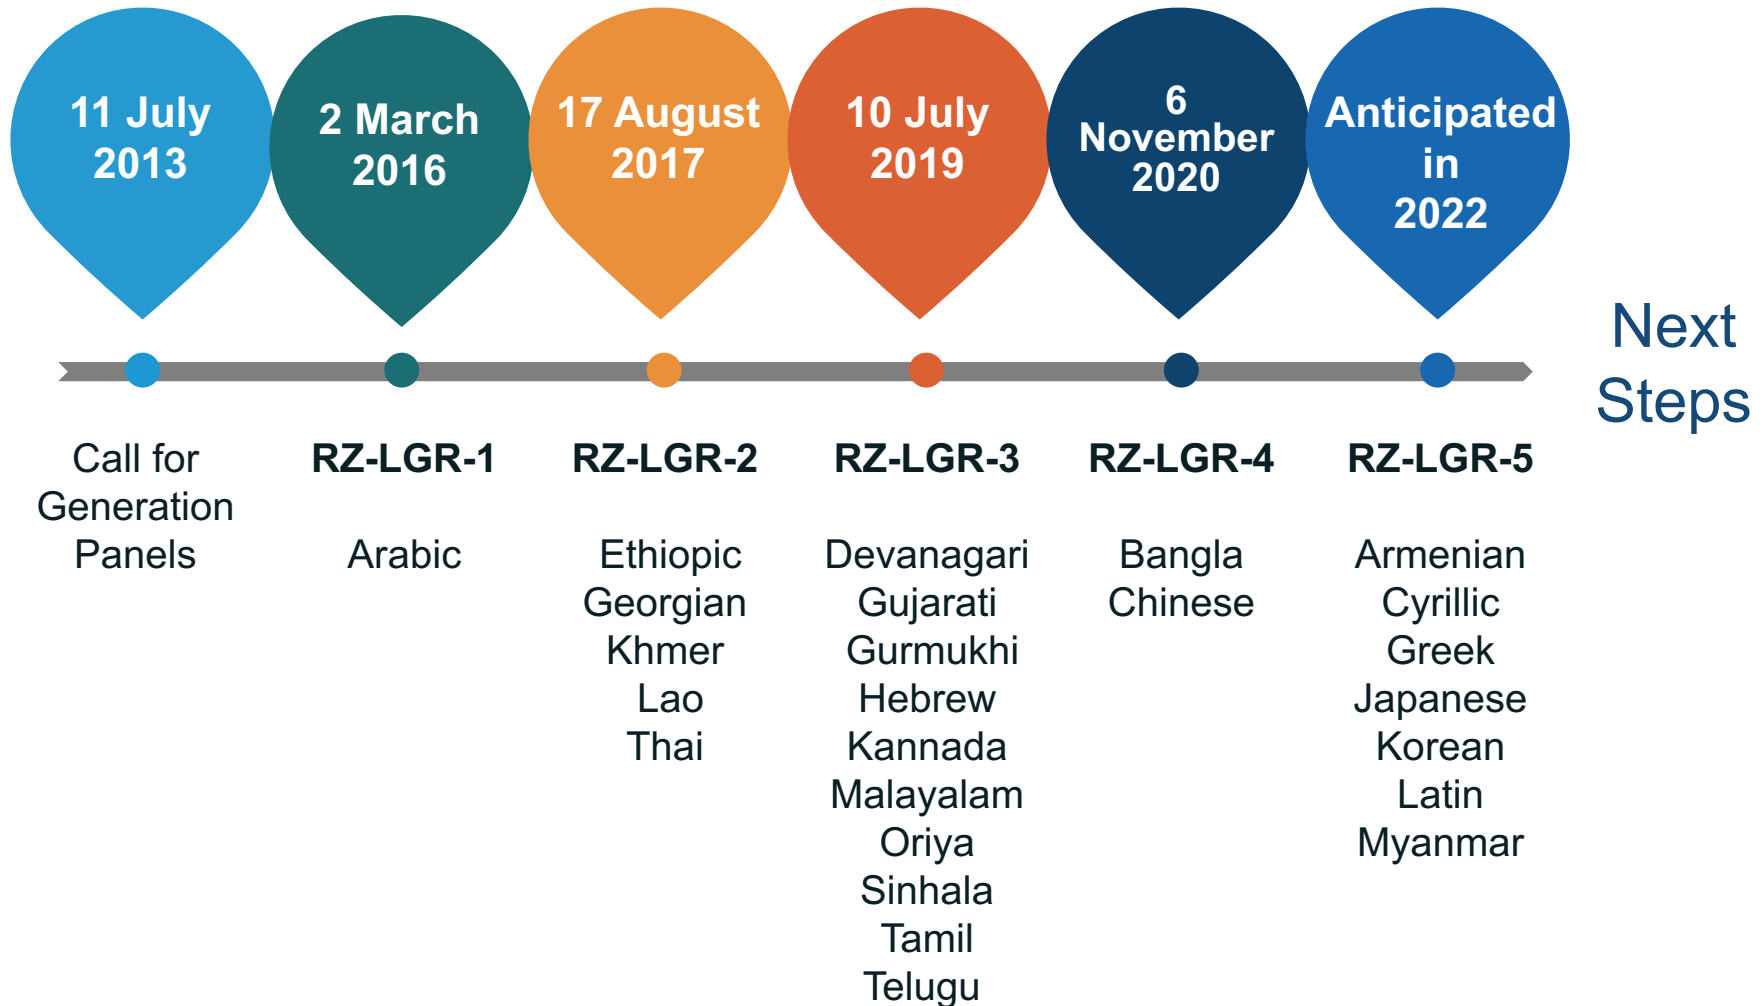 11 July
2013
2 March
2016
17 August
2017
10 July
2019
6
November
2020
Anticipated
in
2022
Next
Steps
Call for
Generation
Panels
RZ-LGR-1
Arabic
RZ-LGR-2
Ethiopic
Georgian
Khmer
Lao
Thai
RZ-LGR-3
Devanagari
Gujarati
Gurmukhi
Hebrew
Kannada
Malayalam
Oriya
Sinhala
Tamil
Telugu
RZ-LGR-4
Bangla
Chinese
RZ-LGR-5
Armenian
Cyrillic
Greek
Japanese
Korean
Latin
Myanmar